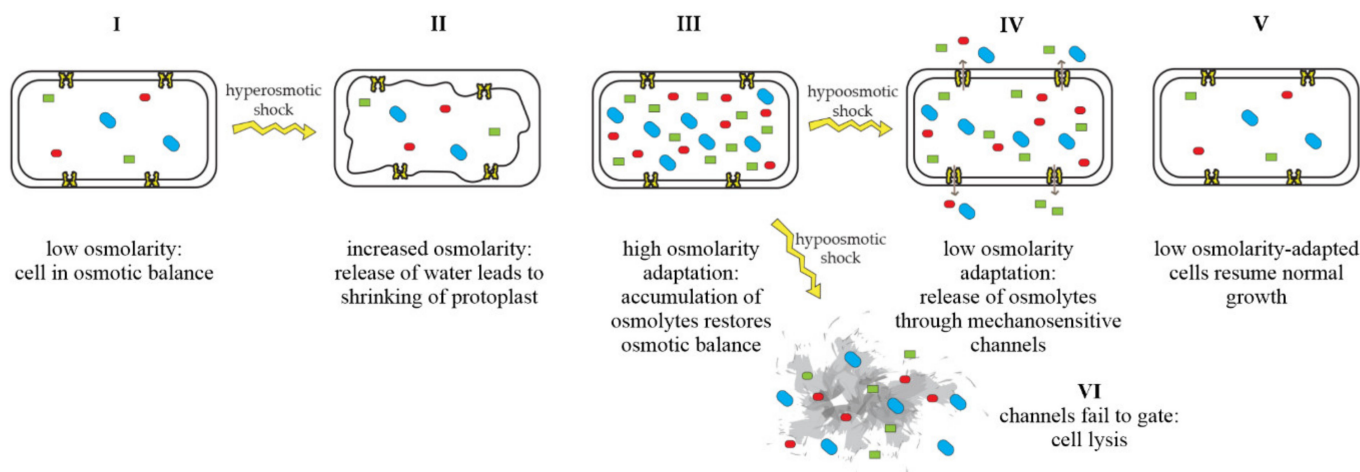 I
II
III
IV
V
hyperosmotic
shock
hypoosmotic
shock
low osmolarity:
cell in osmotic balance
increased osmolarity:
release of water leads to
shrinking of protoplast
high osmolarity
adaptation:
accumulation of
osmolytes restores
osmotic balance
hypoosmotic
shock
low osmolarity
adaptation:
release of osmolytes
through mechanosensitive
channels
low osmolarity-adapted
cells resume normal
growth
VI
channels fail to gate:
cell lysis